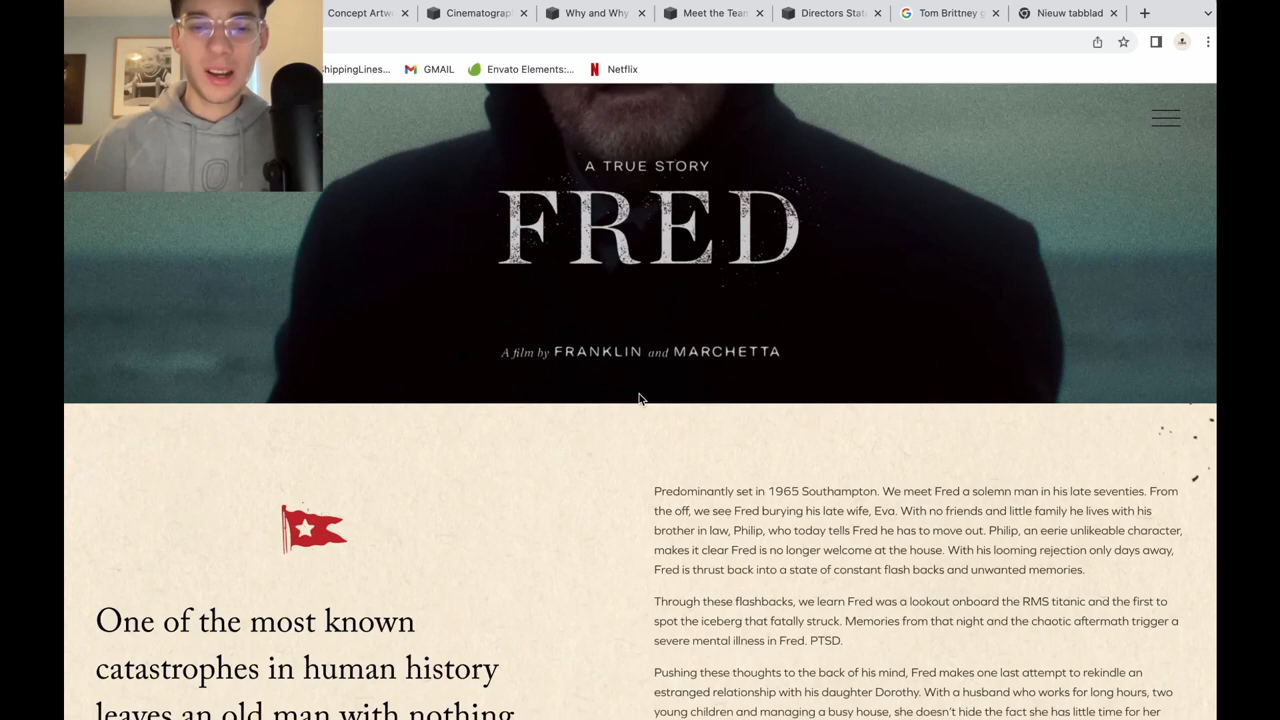 Concept Artw
Cinematograp
Why and Why
Meet the Tean
Directors Stat
Tom Brittney g
Nieuw tabblad
ShippingLines...
GMAIL
Envato Elements:...
Netflix
A TRUE STORY
FRED
A film by FRANKLIN and MARCHETTA
One of the most known
catastrophes in human history
leaves an old man with nothing
Predominantly set in 1965 Southampton. We meet Fred a solemn man in his late seventies. From
the off, we see Fred burying his late wife, Eva. With no friends and little family he lives with his
brother in law, Philip, who today tells Fred he has to move out. Philip, an eerie unlikeable character,
makes it clear Fred is no longer welcome at the house. With his looming rejection only days away,
Fred is thrust back into a state of constant flash backs and unwanted memories.
Through these flashbacks, we learn Fred was a lookout onboard the RMS titanic and the first to
spot the iceberg that fatally struck. Memories from that night and the chaotic aftermath trigger a
severe mental illness in Fred. PTSD.
Pushing these thoughts to the back of his mind, Fred makes one last attempt to rekindle an
estranged relationship with his daughter Dorothy. With a husband who works for long hours, two
young children and managing a busy house, she doesn't hide the fact she has little time for her